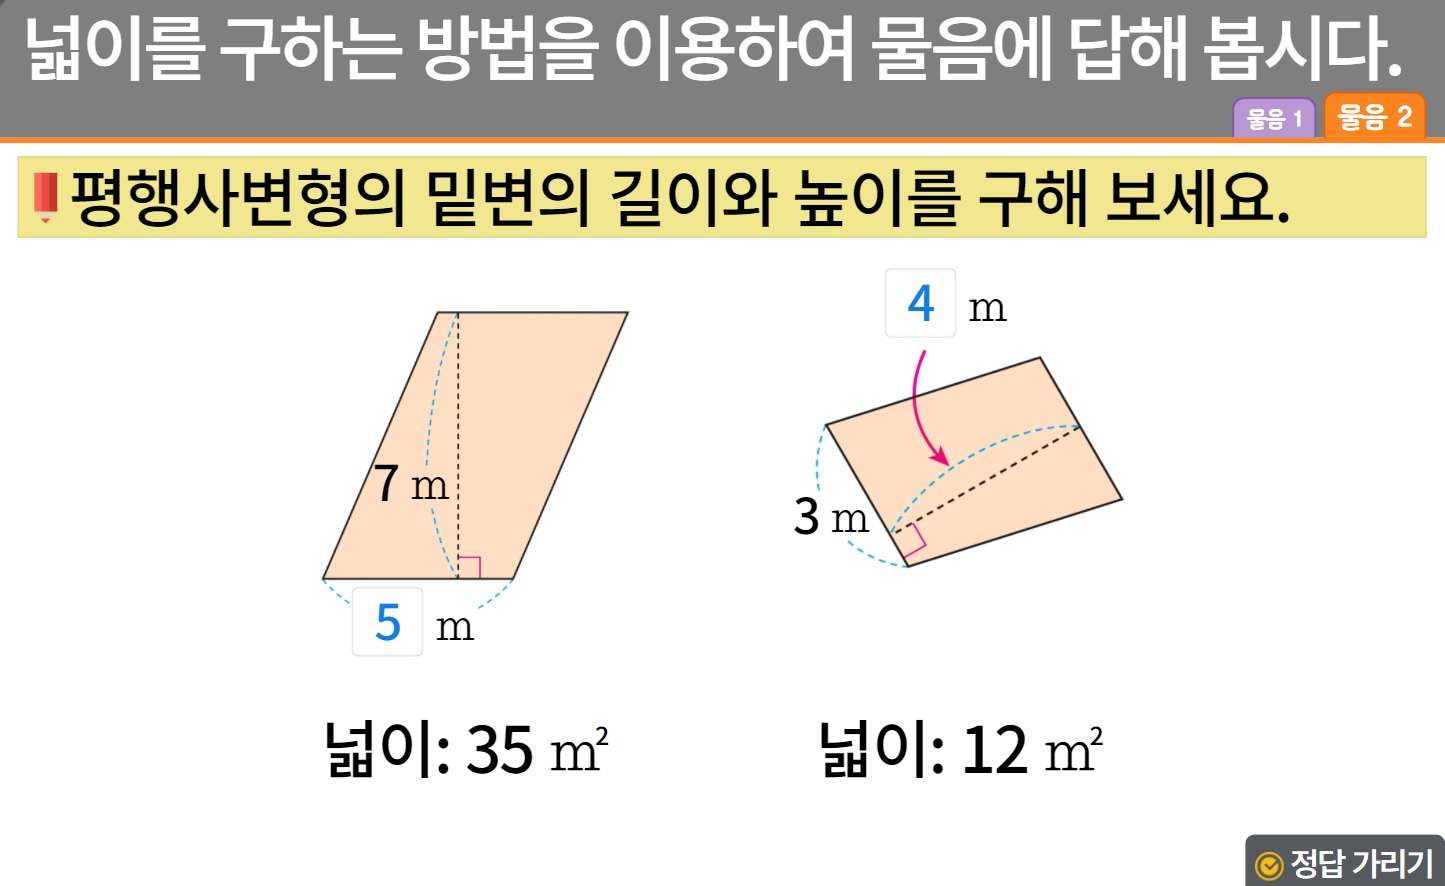 넓이를 구하는 방법을 이용하여 물음에 답해 봅시다.
물음 1
물음 2
평행사변형의 밑변의 길이와 높이를 구해 보세요.
4 m
7 m
3 m
5 m
넓이: 35 m²
넓이: 12 m²
정답 가리기